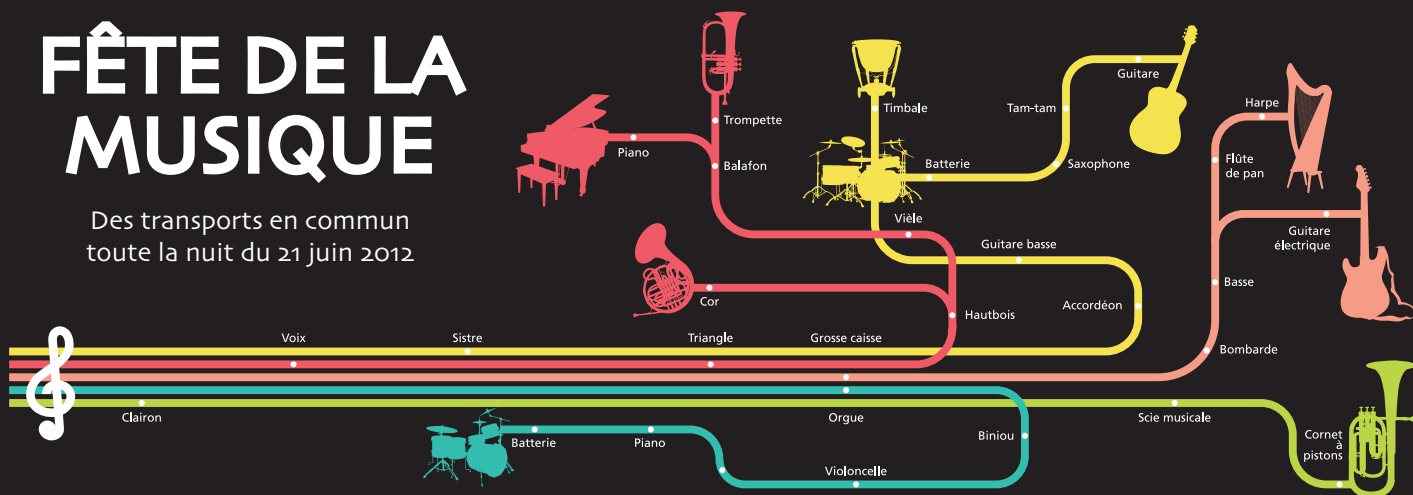 FÊTE DE LA
MUSIQUE
Des transports en commun
toute la nuit du 21 juin 2012
Piano
Trompette
Balafon
Timbale
Batterie
Tam-tam
Guitare
Saxophone
Harpe
Flûte
de pan
Vièle
Guitare basse
Guitare
électrique
Cor
Hautbois
Accordéon
Basse
Bombarde
Voix
Sistre
Triangle
Grosse caisse
Clairon
Orgue
Scie musicale
Batterie
Piano
Violoncelle
Biniou
Cornet
à
pistons